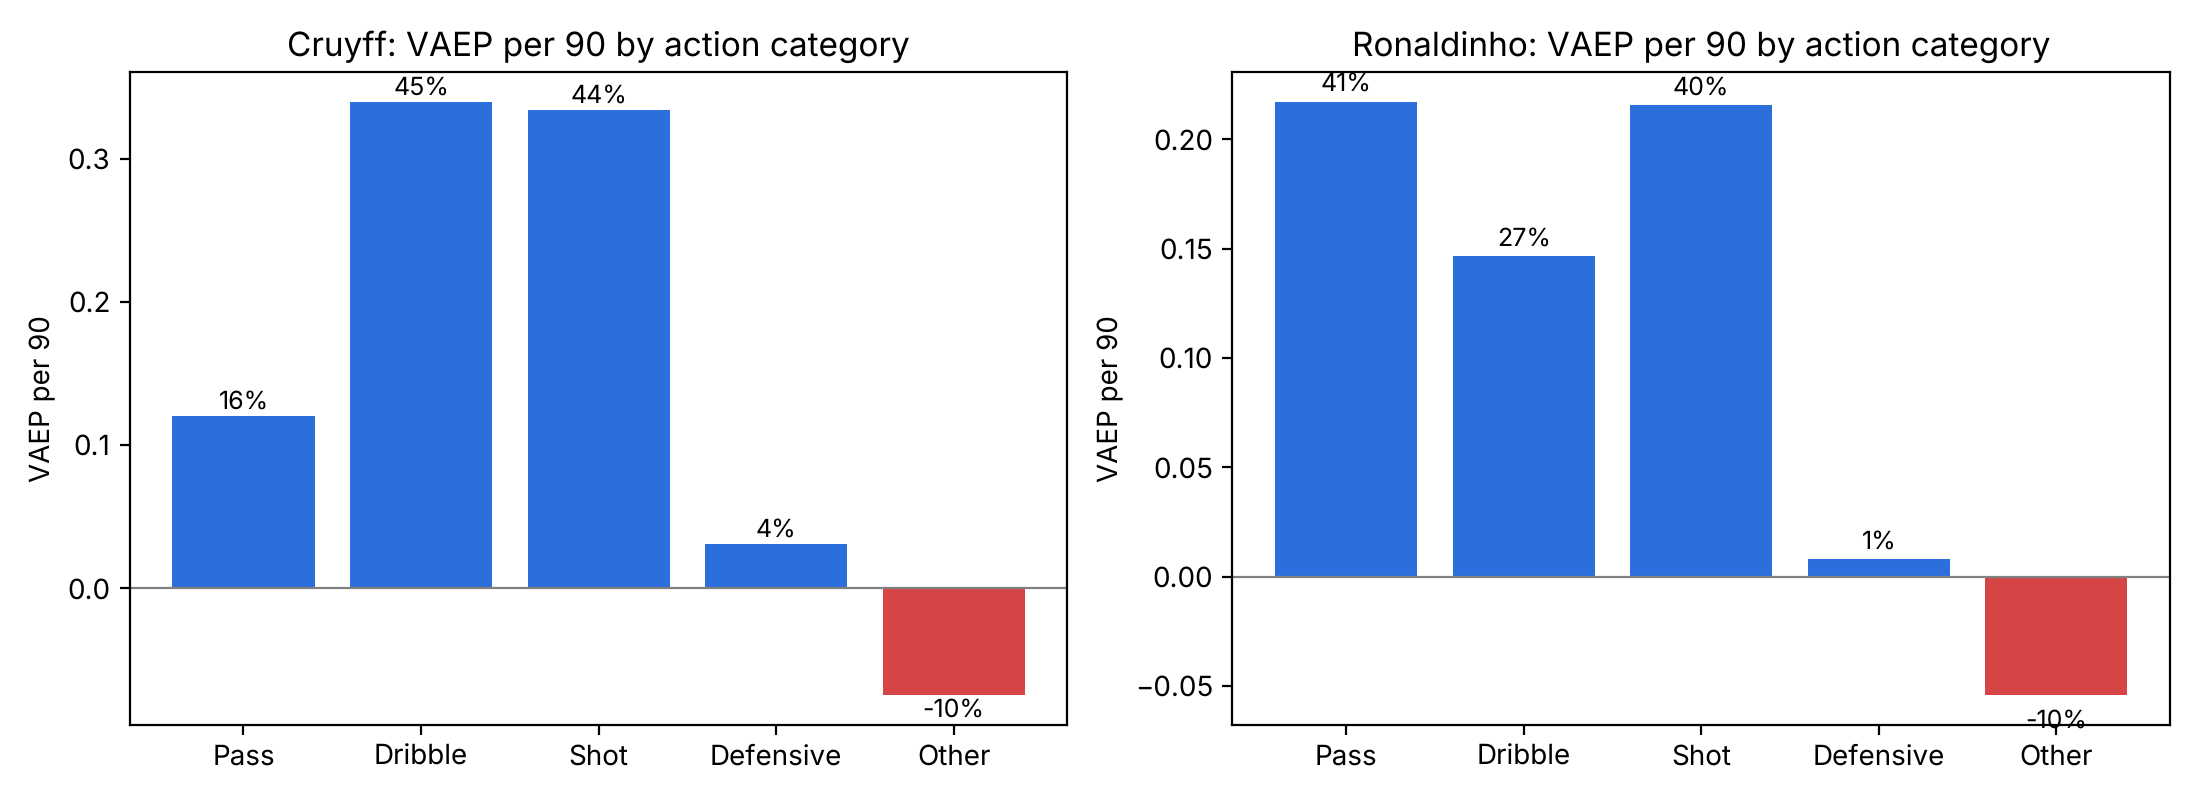 Cruyff: VAEP per 90 by action category
VAEP per 90
0.3
0.2
0.1
0.0
16%
45%
44%
4%
-10%
Pass
Dribble
Shot
Defensive
Other
Ronaldinho: VAEP per 90 by action category
VAEP per 90
0.20
0.15
0.10
0.05
0.00
−0.05
41%
27%
40%
1%
-10%
Pass
Dribble
Shot
Defensive
Other